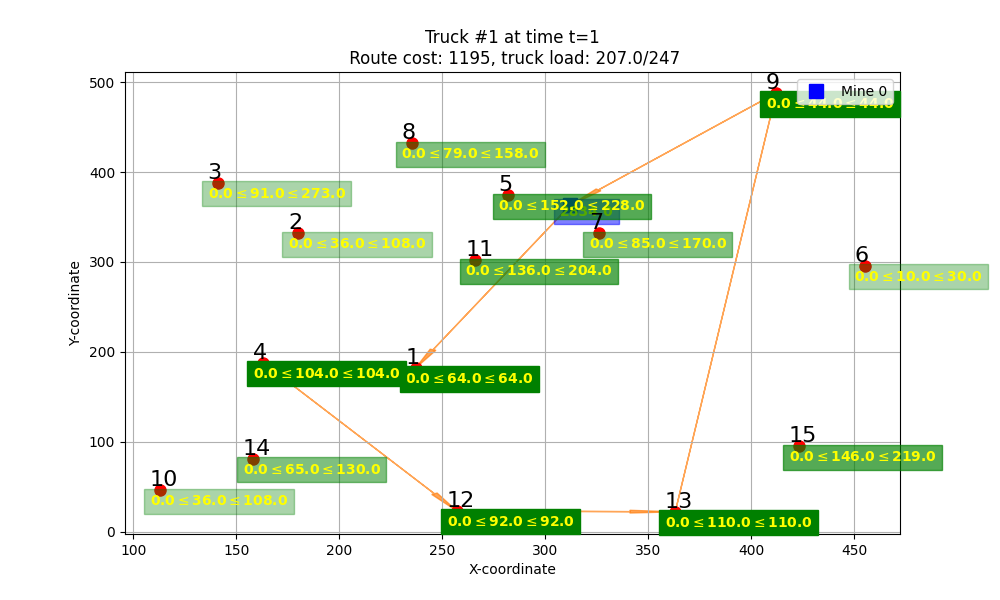 Truck #1 at time t=1
Route cost: 1195, truck load: 207.0/247
Mine 0
9
0.0 ≤ 44.0 ≤ 44.0
8
0.0 ≤ 79.0 ≤ 158.0
3
0.0 ≤ 91.0 ≤ 273.0
5
0.0 ≤ 152.0 ≤ 228.0
2
0.0 ≤ 36.0 ≤ 108.0
7
0.0 ≤ 85.0 ≤ 170.0
11
0.0 ≤ 136.0 ≤ 204.0
6
0.0 ≤ 10.0 ≤ 30.0
4
0.0 ≤ 104.0 ≤ 104.0
1
0.0 ≤ 64.0 ≤ 64.0
15
0.0 ≤ 146.0 ≤ 219.0
14
0.0 ≤ 65.0 ≤ 130.0
10
0.0 ≤ 36.0 ≤ 108.0
12
0.0 ≤ 92.0 ≤ 92.0
13
0.0 ≤ 110.0 ≤ 110.0
500
400
300
200
100
0
Y-coordinate
100 150 200 250 300 350 400 450
X-coordinate